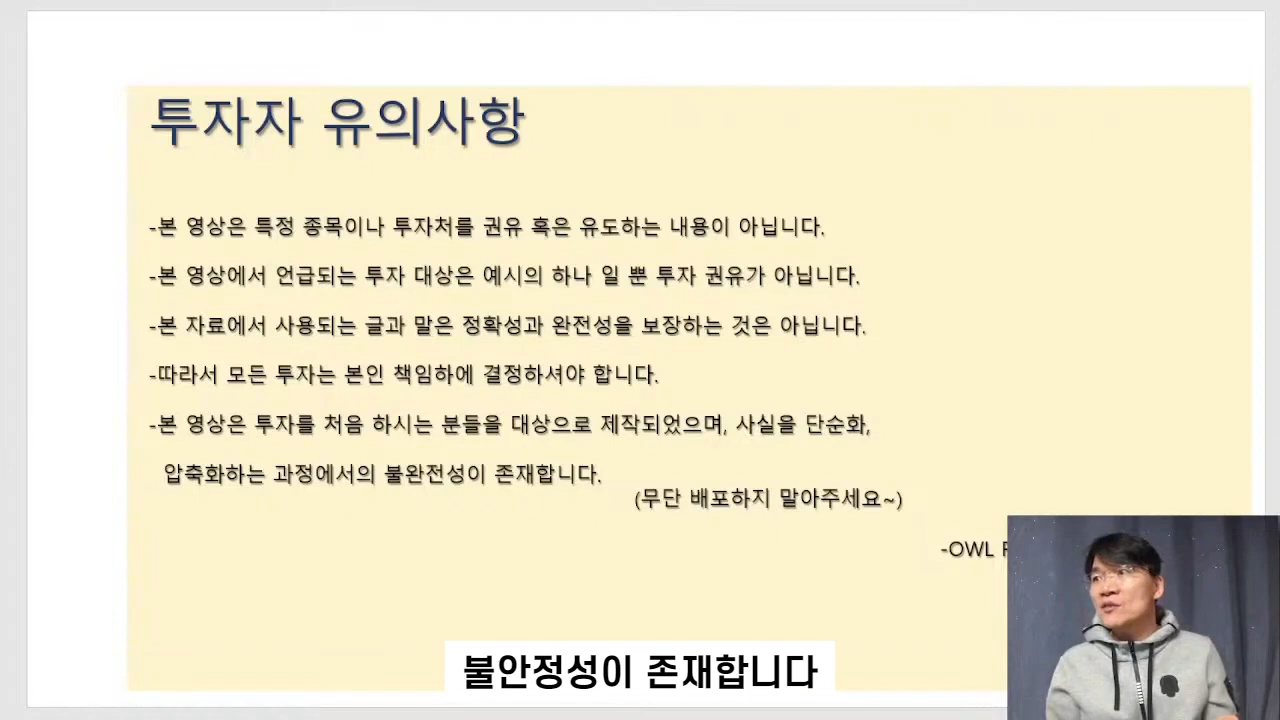 투자자 유의사항
-본 영상은 특정 종목이나 투자처를 권유 혹은 유도하는 내용이 아닙니다.
-본 영상에서 언급되는 투자 대상은 예시의 하나 일 뿐 투자 권유가 아닙니다.
-본 자료에서 사용되는 글과 말은 정확성과 완전성을 보장하는 것은 아닙니다.
-따라서 모든 투자는 본인 책임하에 결정하셔야 합니다.
-본 영상은 투자를 처음 하시는 분들을 대상으로 제작되었으며, 사실을 단순화,
압축화하는 과정에서의 불완전성이 존재합니다.
(무단 배포하지 말아주세요~)
-OWL
불안정성이 존재합니다